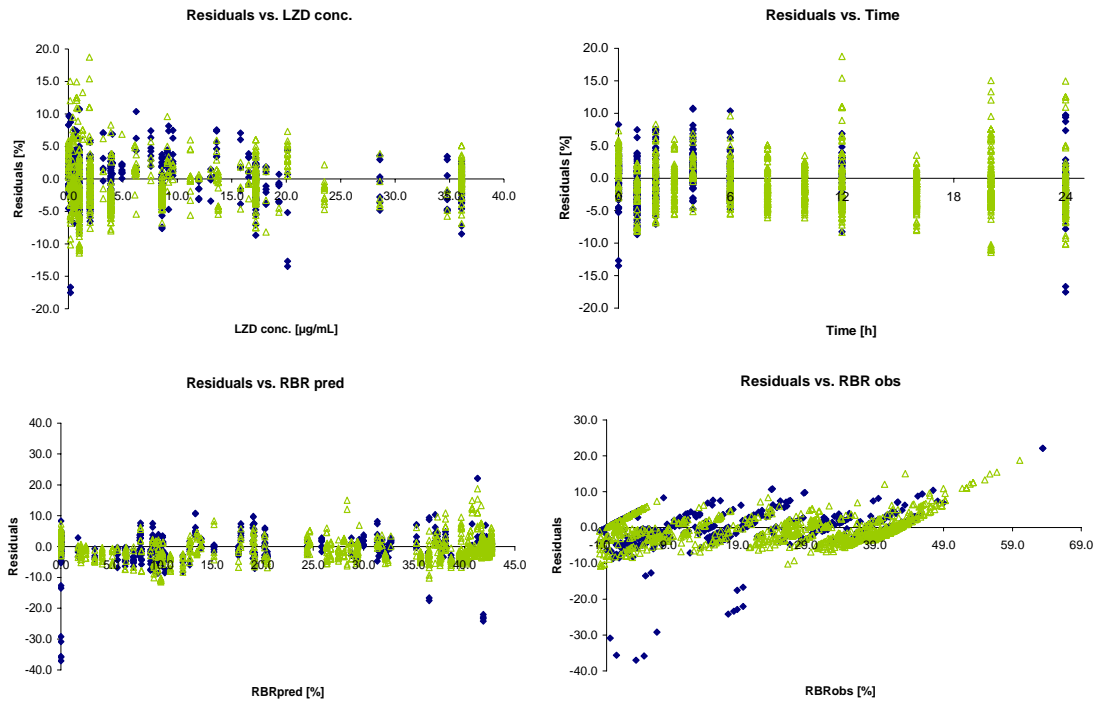 Residuals vs. LZD conc.
Residuals [%]
20.0
15.0
10.0
5.0
0.0
-5.0
-10.0
-15.0
-20.0
0.0 5.0 10.0 15.0 20.0 25.0 30.0 35.0 40.0
LZD conc. [µg/mL]
Residuals vs. Time
Residuals [%]
20.0
15.0
10.0
5.0
0.0
-5.0
-10.0
-15.0
-20.0
0 6 12 18 24
Time [h]
Residuals vs. RBR pred
Residuals
40.0
30.0
20.0
10.0
0.0
-10.0
-20.0
-30.0
-40.0
0.0 5.0 10.0 15.0 20.0 25.0 30.0 35.0 40.0 45.0
RBRpred [%]
Residuals vs. RBR obs
Residuals
30.0
20.0
10.0
0.0
-10.0
-20.0
-30.0
-40.0
-1.0 9.0 19.0 29.0 39.0 49.0 59.0 69.0
RBRobs [%]